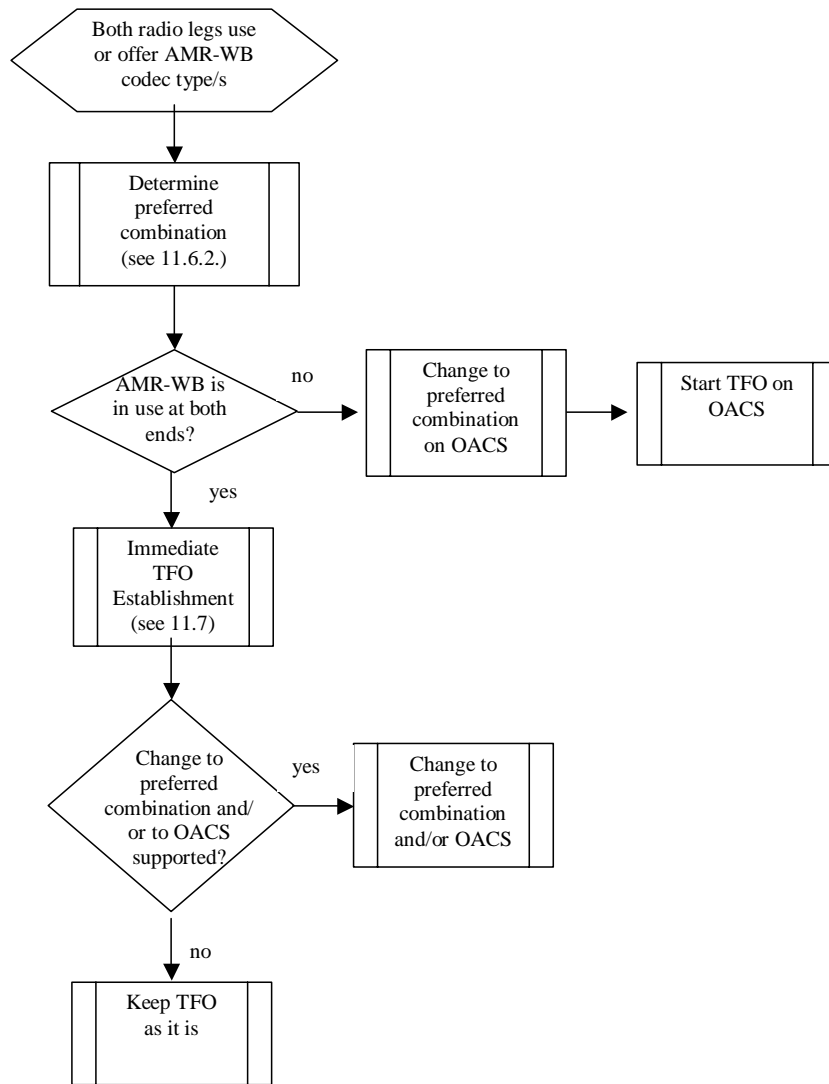 Both radio legs use
or offer AMR-WB
codec type/s
Determine
preferred
combination
(see 11.6.2.)
AMR-WB is
in use at both
ends?
no
Change to
preferred
combination
on OACS
Start TFO on
OACS
yes
Immediate
TFO
Establishment
(see 11.7)
Change to
preferred
combination and/
or to OACS
supported?
yes
Change to
preferred
combination
and/or OACS
no
Keep TFO
as it is